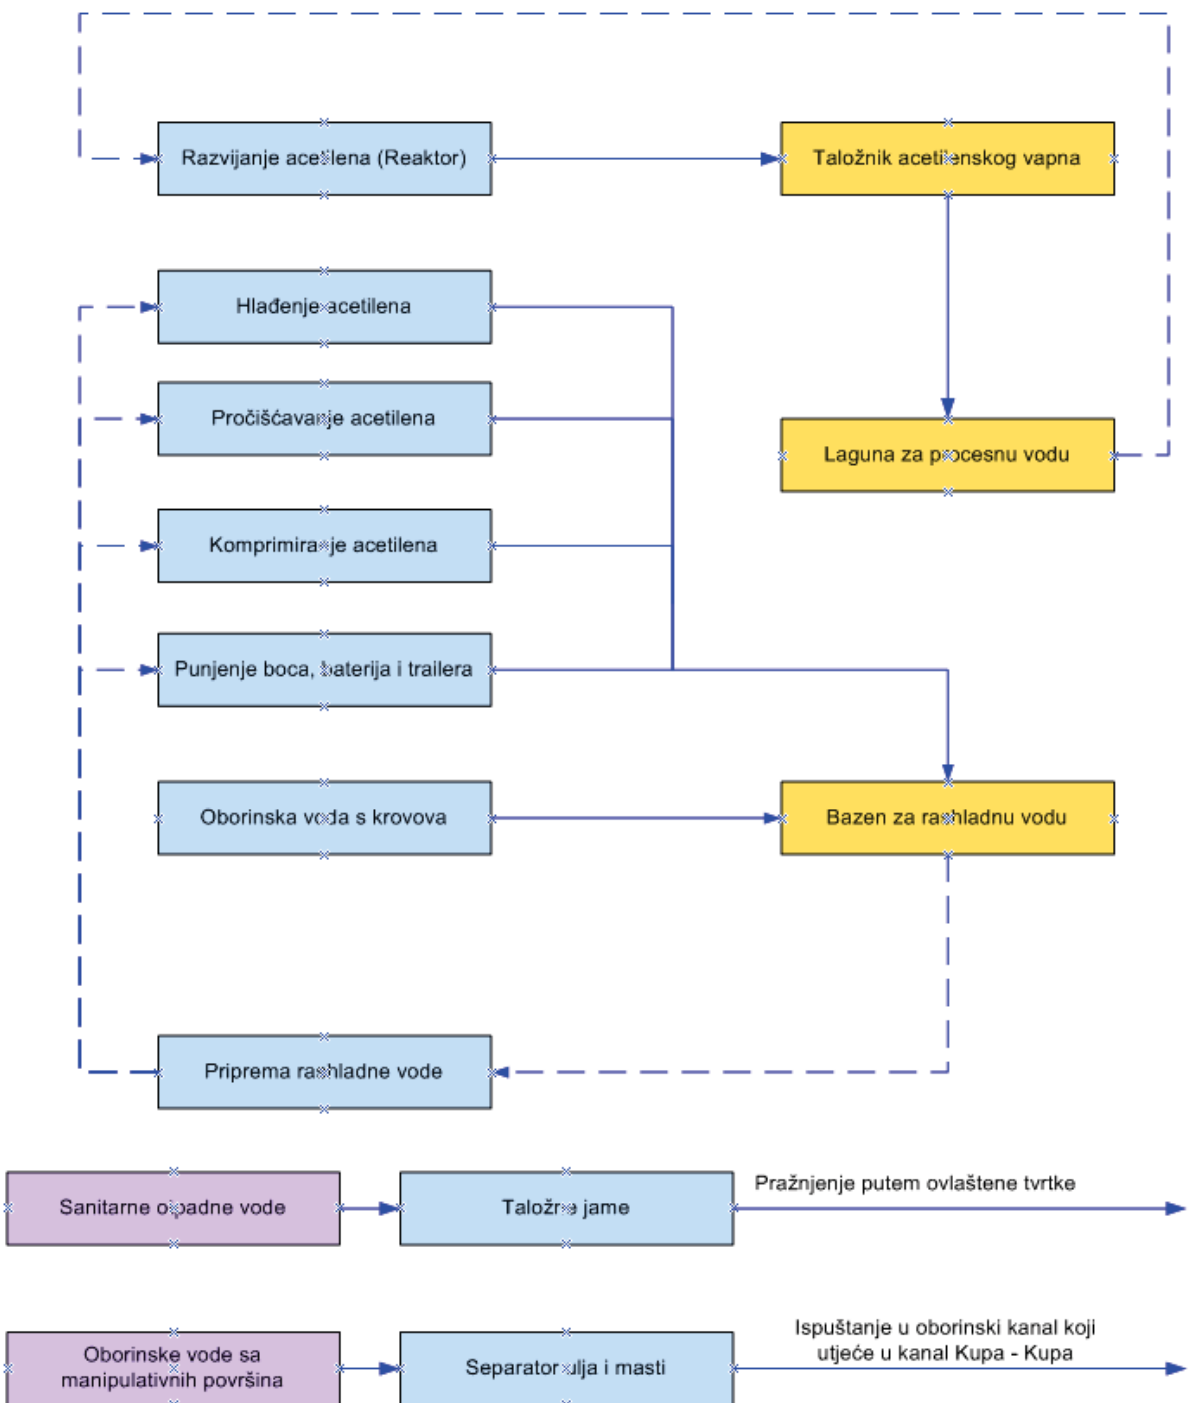 Razvijanje acetilena (Reaktor)
Taložnik acetilenskog vapna
Hlađenje acetilena
Pročišćavanje acetilena
Laguna za procesnu vodu
Komprimiranje acetilena
Punjenje boca, baterija i trailera
Oborinska voda s krovova
Bazen za rashladnu vodu
Priprema rashladne vode
Sanitarne otpadne vode
Taložne jame
Pražnjenje putem ovlaštene tvrtke
Oborinske vode sa
manipulativnih površina
Separator ulja i masti
Ispuštanje u oborinski kanal koji
utječe u kanal Kupa - Kupa